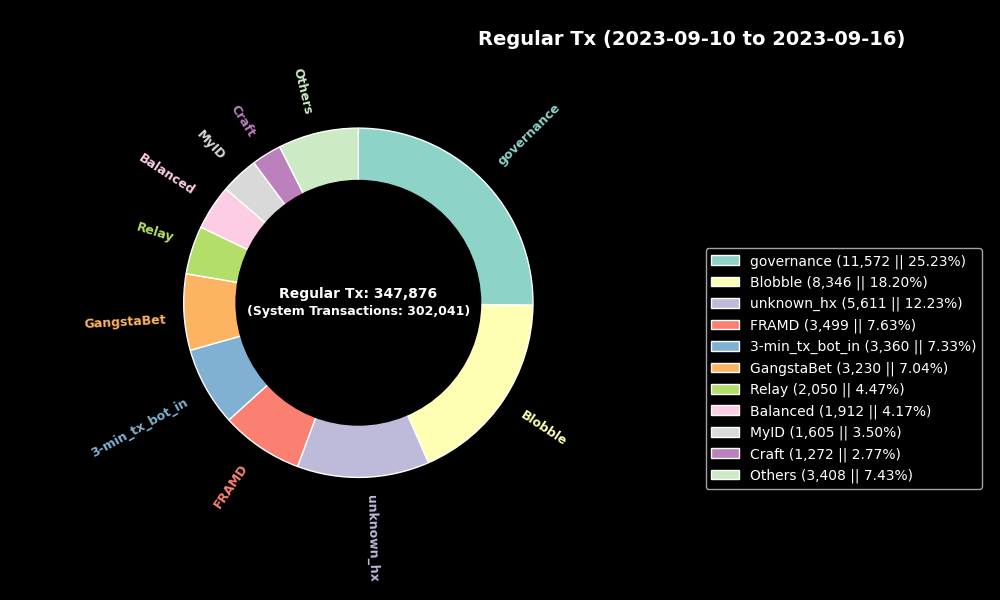 Regular Tx (2023-09-10 to 2023-09-16)
Others
governance
Craft
MyID
Balanced
Relay
GangstaBet
3-min_tx_bot_in
FRAMD
unknown_hx
Blobble
Regular Tx: 347,876
(System Transactions: 302,041)
governance (11,572 || 25.23%)
Blobble (8,346 || 18.20%)
unknown_hx (5,611 || 12.23%)
FRAMD (3,499 || 7.63%)
3-min_tx_bot_in (3,360 || 7.33%)
GangstaBet (3,230 || 7.04%)
Relay (2,050 || 4.47%)
Balanced (1,912 || 4.17%)
MyID (1,605 || 3.50%)
Craft (1,272 || 2.77%)
Others (3,408 || 7.43%)